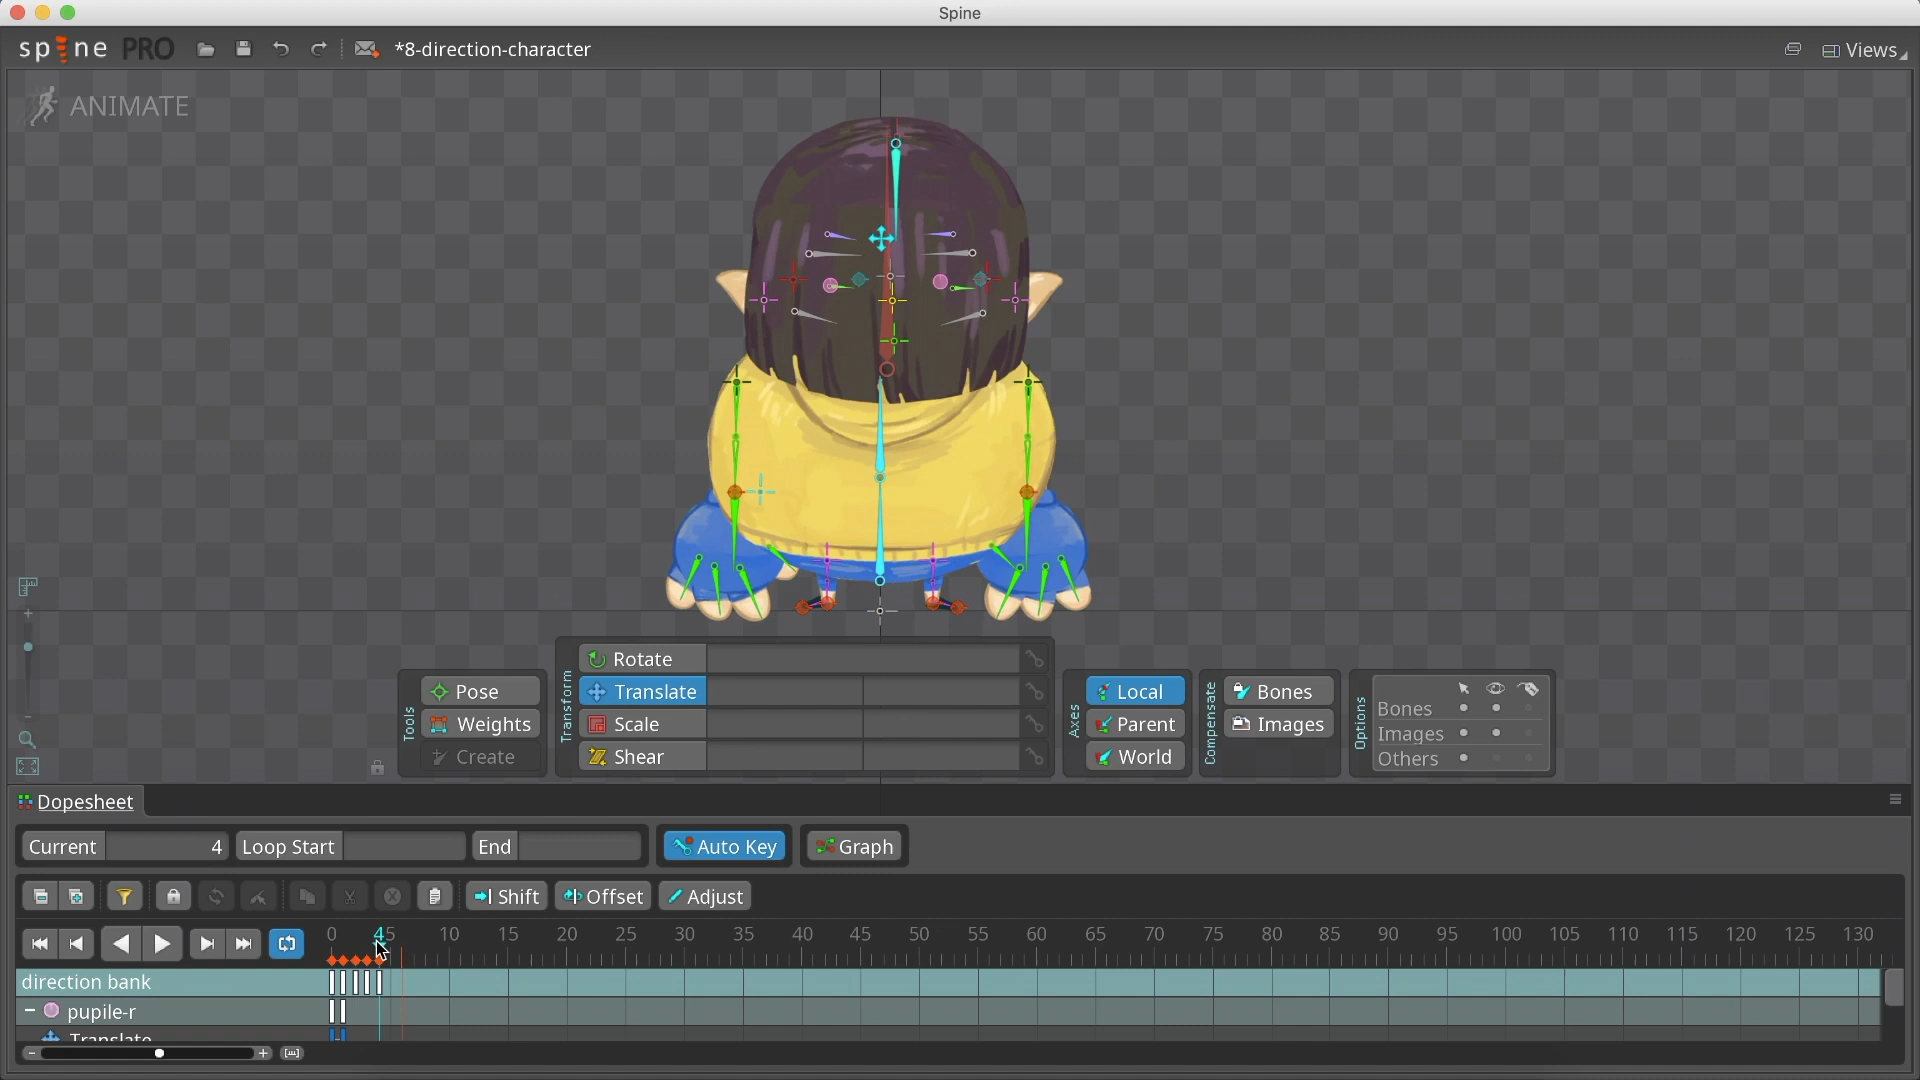 Spine
spine PRO *8-direction-character Views
ANIMATE
Tools
Pose
Weights
Create
Transform
Rotate
Translate
Scale
Shear
Axes
Local
Parent
World
Compensate
Bones
Images
Options
Bones
Images
Others
Dopesheet
Current 4 Loop Start End Auto Key Graph
Shift Offset Adjust
0 4 5 10 15 20 25 30 35 40 45 50 55 60 65 70 75 80 85 90 95 100 105 110 115 120 125 130
direction bank
pupile-r
Translate